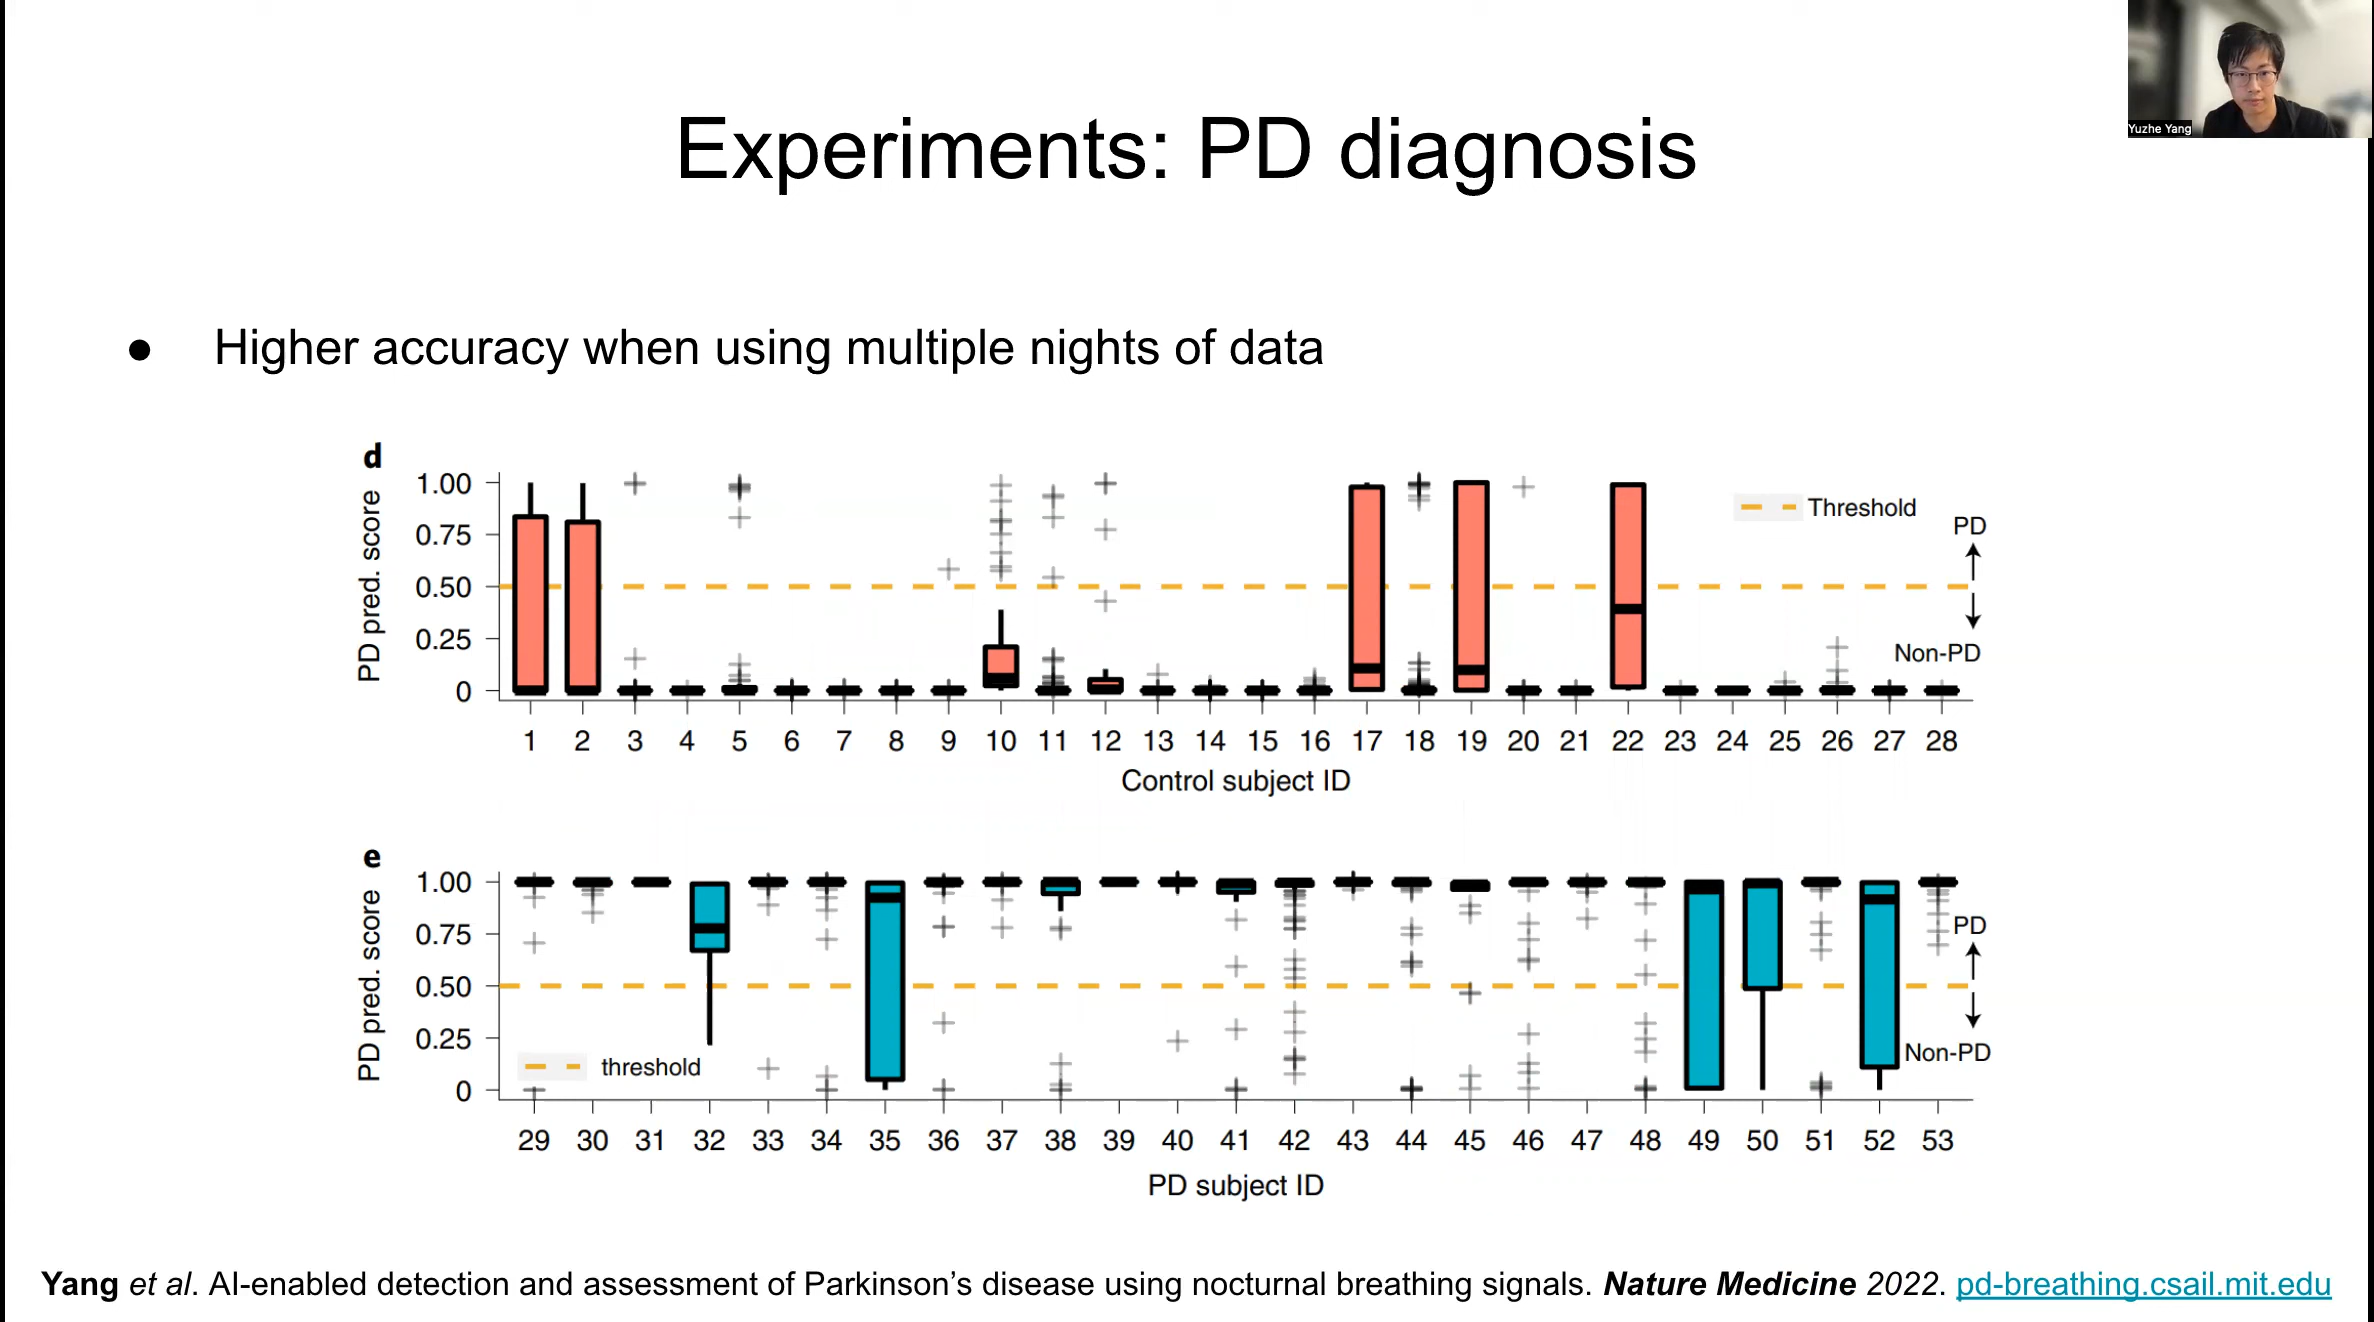 Yuzhe Yang
Experiments: PD diagnosis
● Higher accuracy when using multiple nights of data
d
PD pred. score
1.00
0.75
0.50
0.25
0
Threshold
PD
Non-PD
1 2 3 4 5 6 7 8 9 10 11 12 13 14 15 16 17 18 19 20 21 22 23 24 25 26 27 28
Control subject ID
e
PD pred. score
1.00
0.75
0.50
0.25
0
threshold
PD
Non-PD
29 30 31 32 33 34 35 36 37 38 39 40 41 42 43 44 45 46 47 48 49 50 51 52 53
PD subject ID
Yang et al. AI-enabled detection and assessment of Parkinson’s disease using nocturnal breathing signals. Nature Medicine 2022. pd-breathing.csail.mit.edu